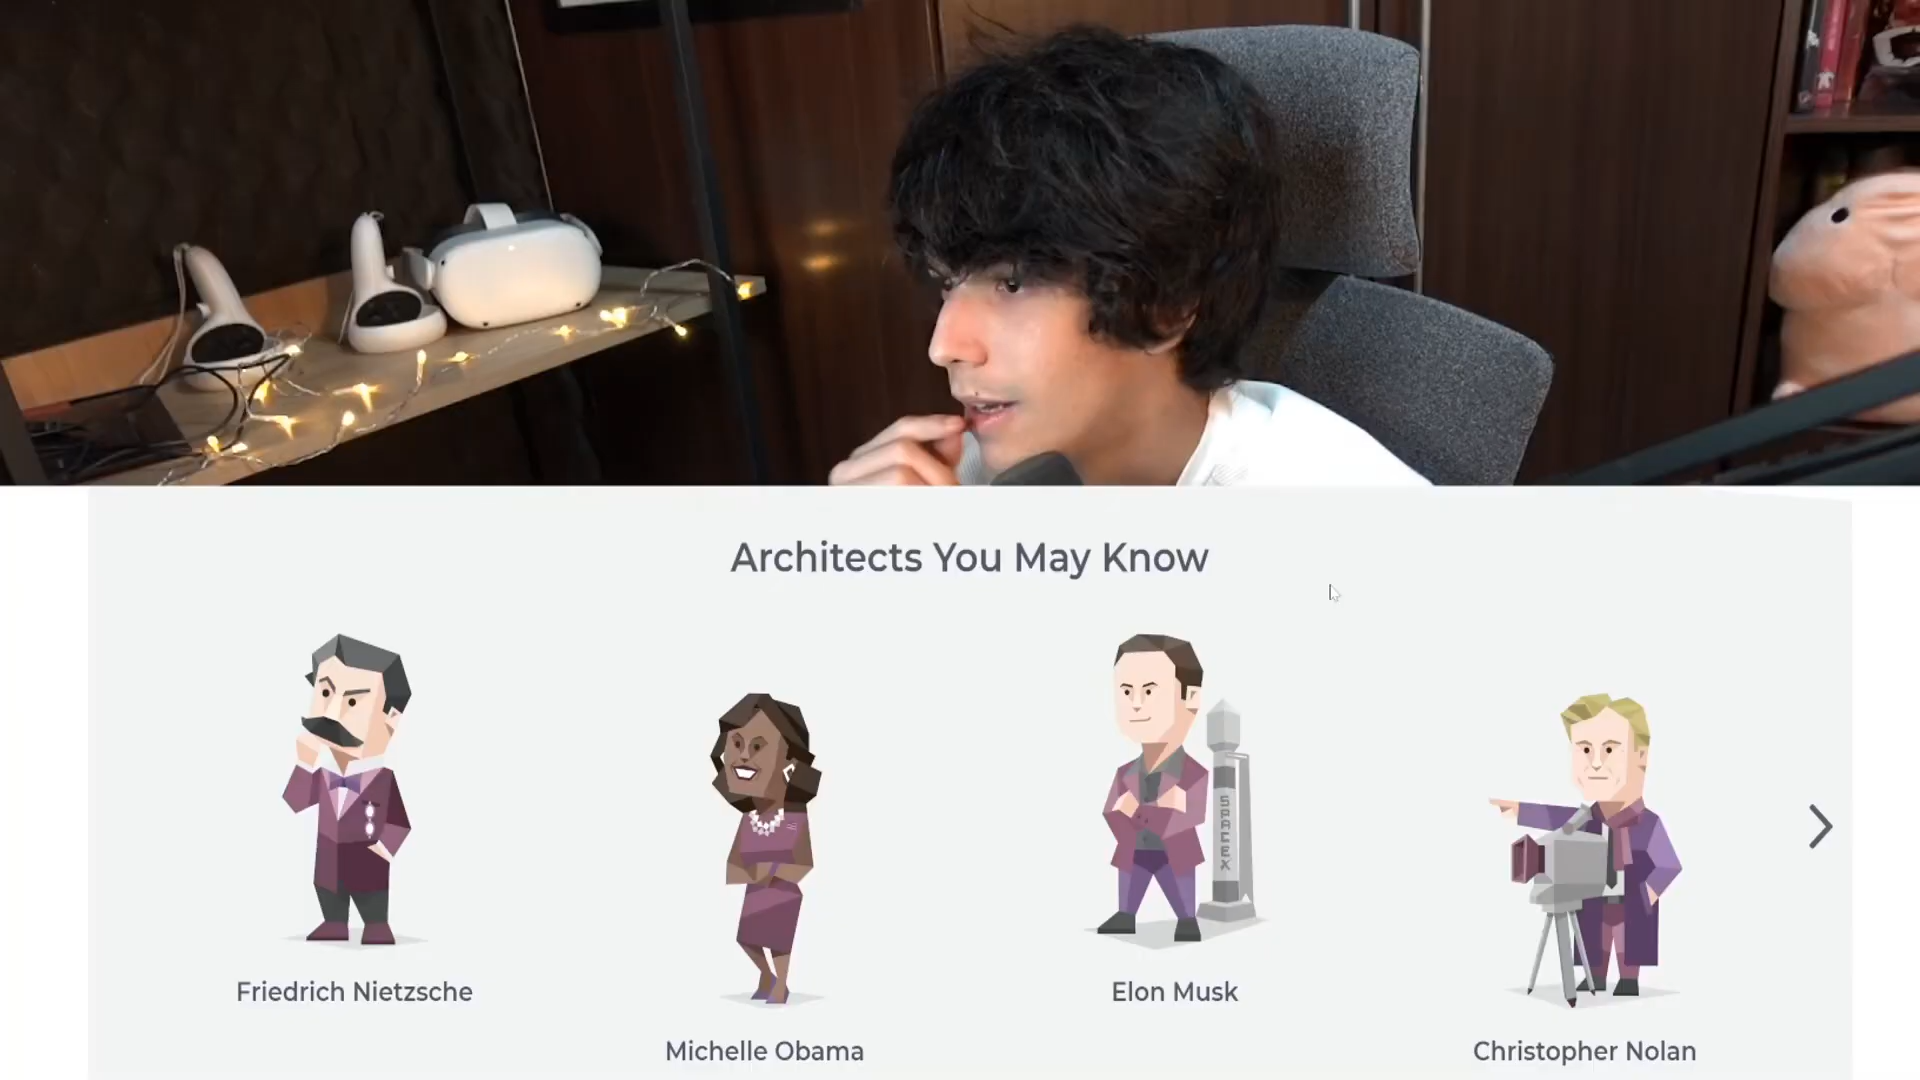 Architects You May Know
SPACEX
Friedrich Nietzsche
Elon Musk
Michelle Obama
Christopher Nolan